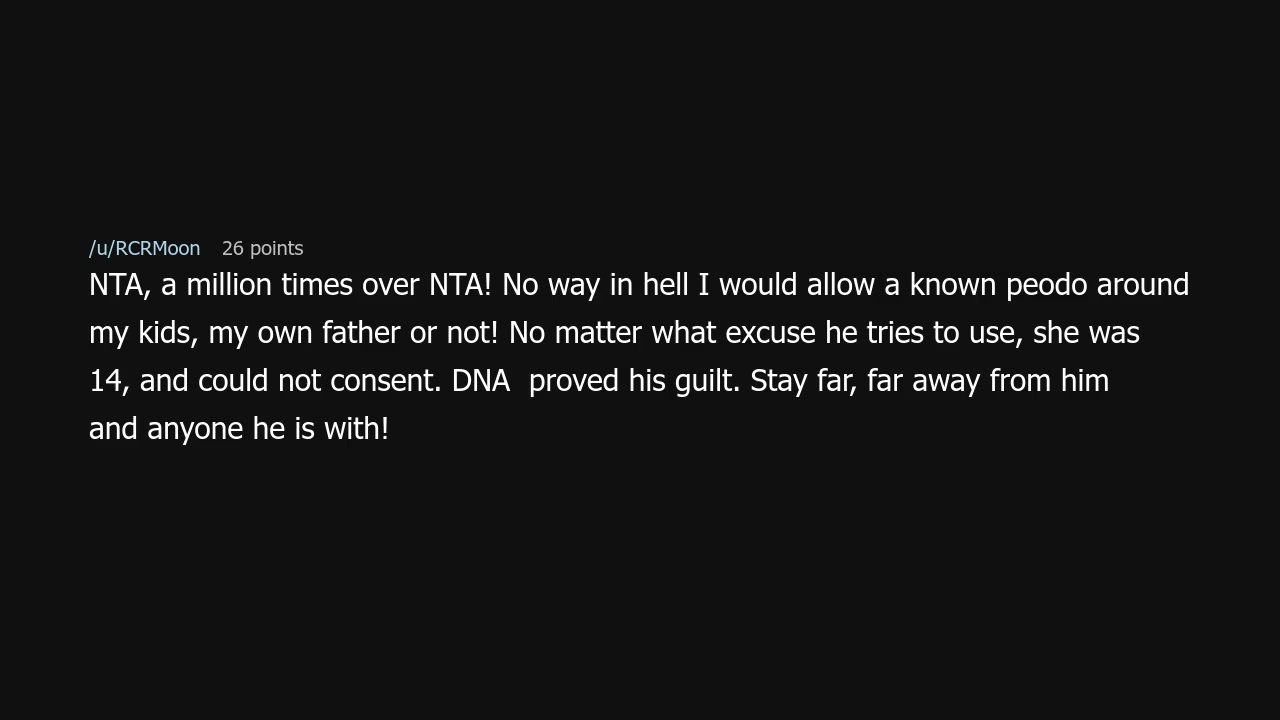 /u/RCRMoon 26 points
NTA, a million times over NTA! No way in hell I would allow a known peodo around
my kids, my own father or not! No matter what excuse he tries to use, she was
14, and could not consent. DNA  proved his guilt. Stay far, far away from him
and anyone he is with!